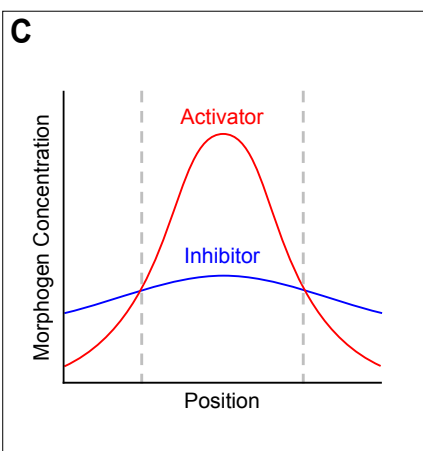 C
Activator
Inhibitor
Morphogen Concentration
Position